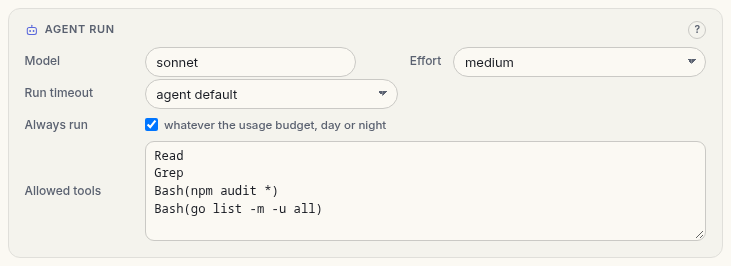 AGENT RUN ?
Model sonnet Effort medium
Run timeout agent default
Always run whatever the usage budget, day or night
Allowed tools
Read
Grep
Bash(npm audit *)
Bash(go list -m -u all)